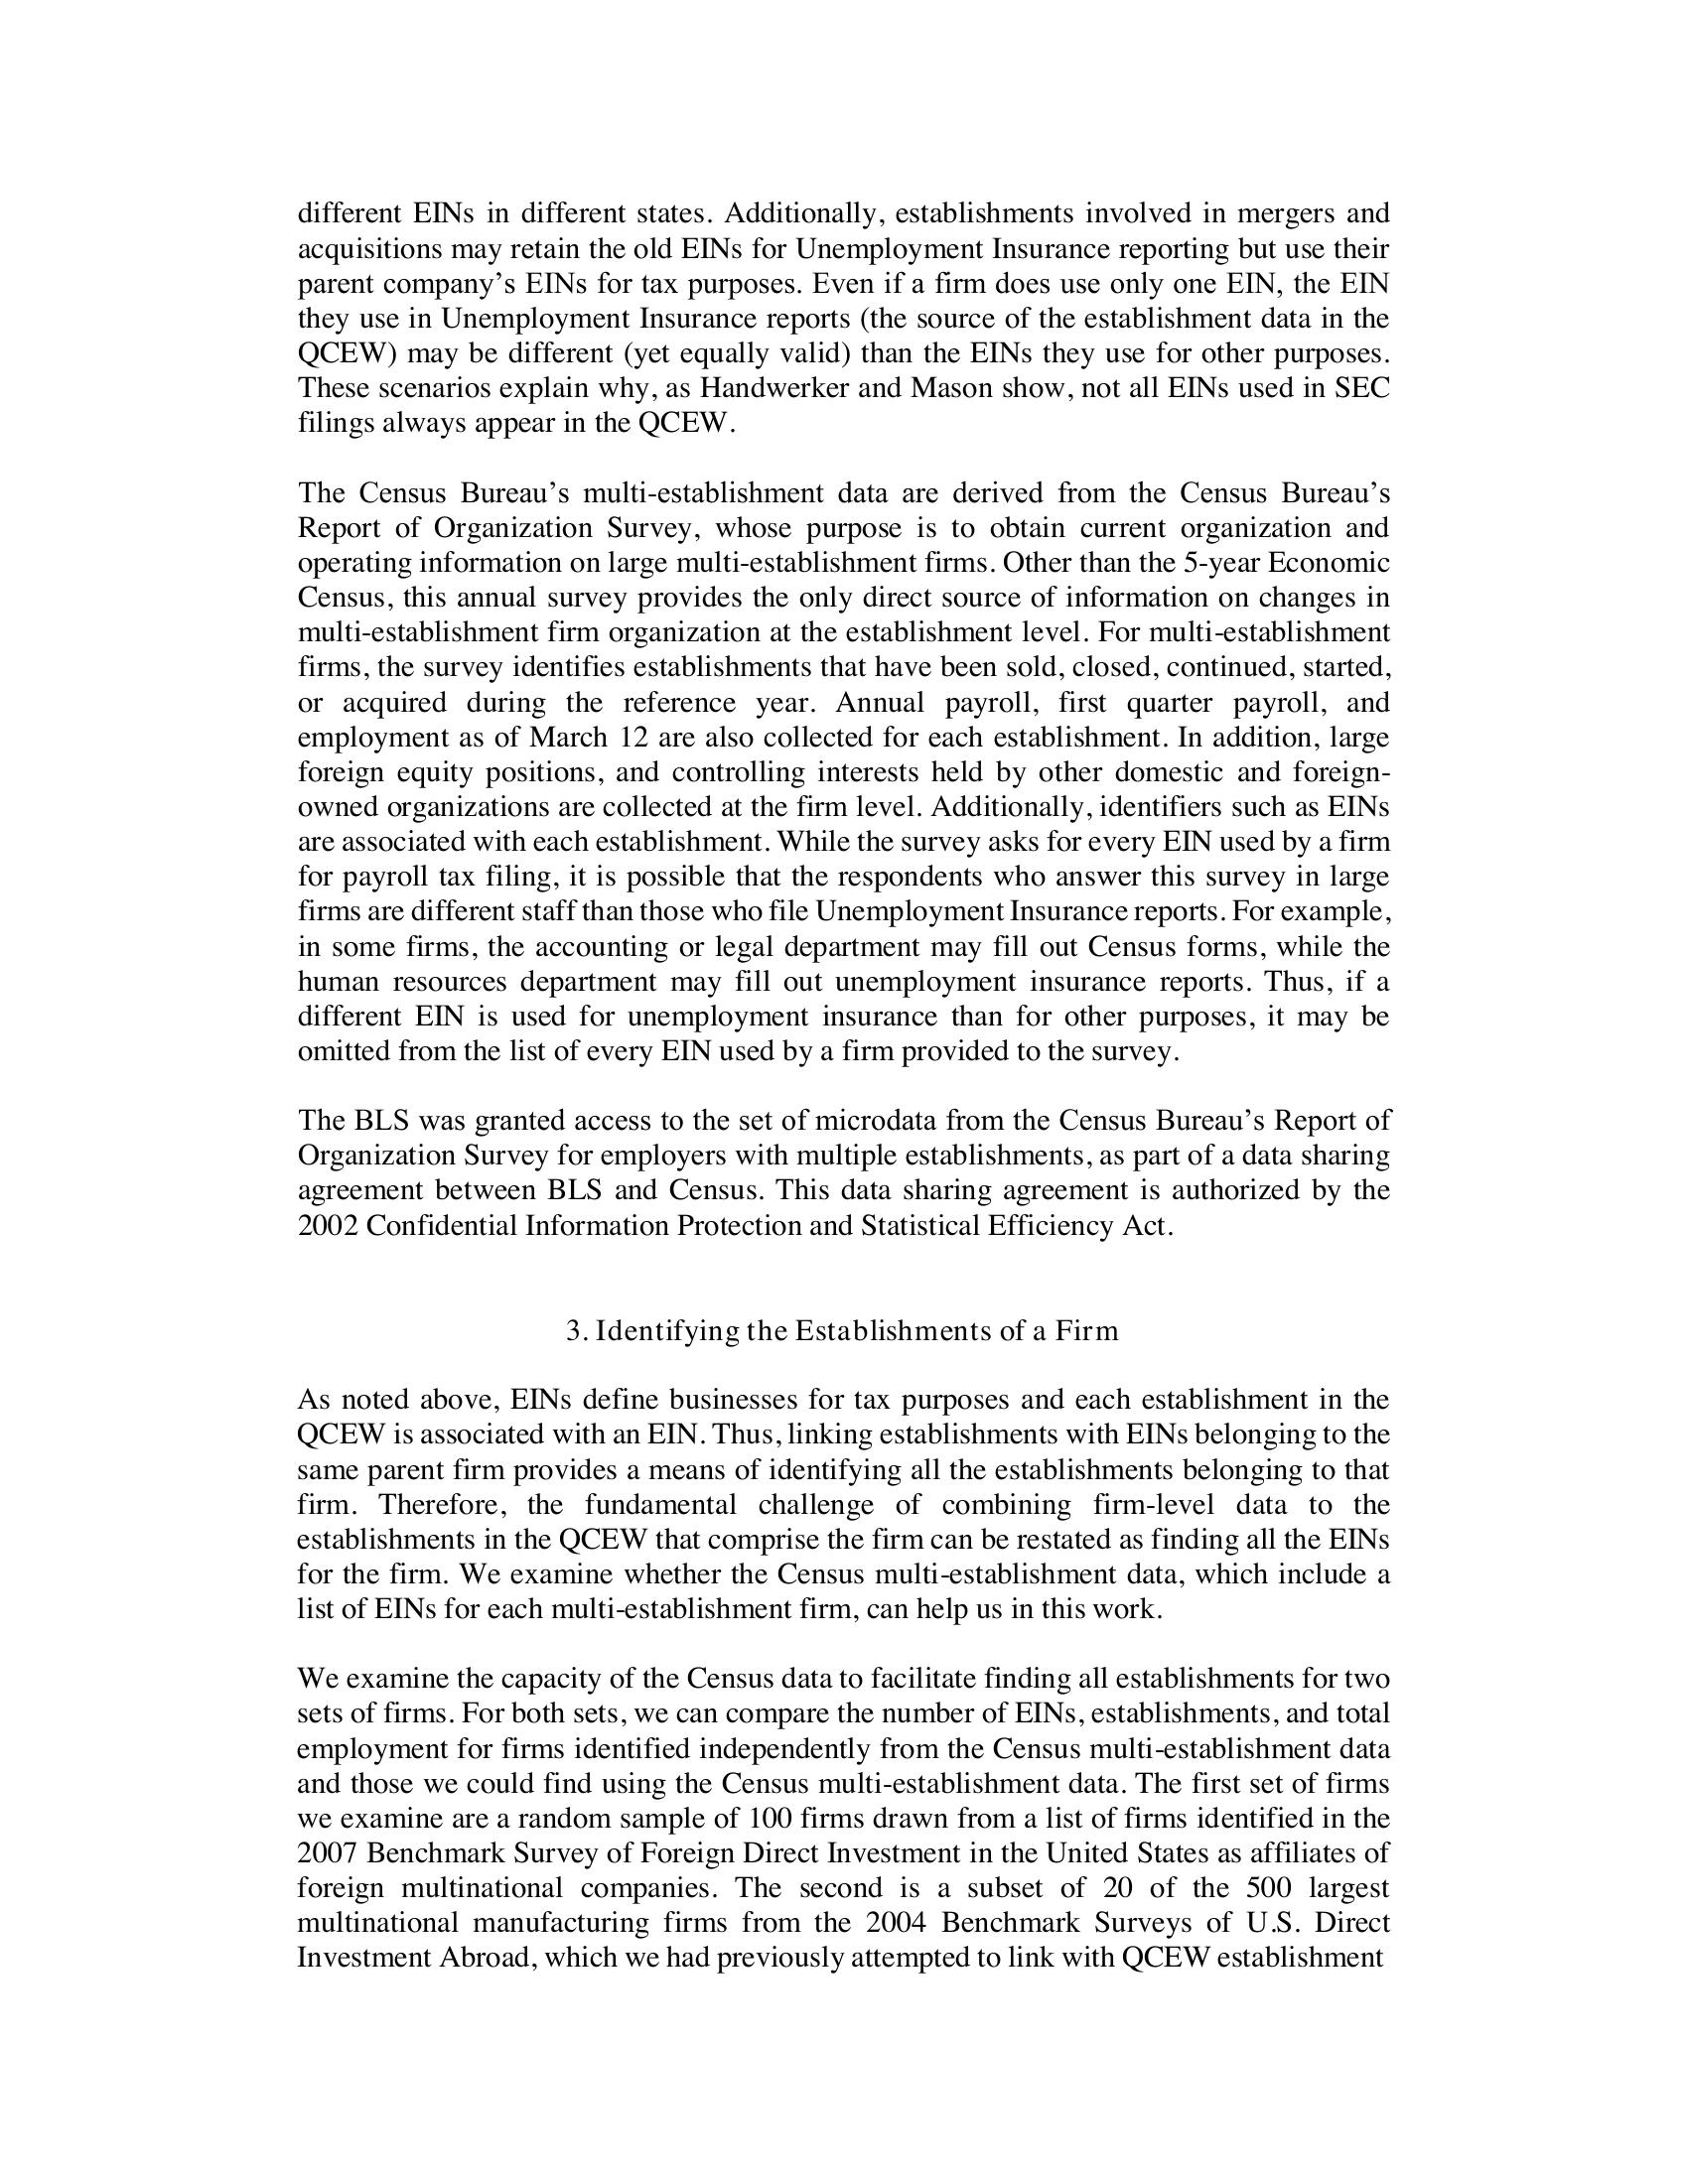 different EINs in different states. Additionally, establishments involved in mergers and
acquisitions may retain the old EINs for Unemployment Insurance reporting but use their
parent company’s EINs for tax purposes. Even if a firm does use only one EIN, the EIN
they use in Unemployment Insurance reports (the source of the establishment data in the
QCEW) may be different (yet equally valid) than the EINs they use for other purposes.
These scenarios explain why, as Handwerker and Mason show, not all EINs used in SEC
filings always appear in the QCEW.
The Census Bureau’s multi-establishment data are derived from the Census Bureau’s
Report of Organization Survey, whose purpose is to obtain current organization and
operating information on large multi-establishment firms. Other than the 5-year Economic
Census, this annual survey provides the only direct source of information on changes in
multi-establishment firm organization at the establishment level. For multi-establishment
firms, the survey identifies establishments that have been sold, closed, continued, started,
or acquired during the reference year. Annual payroll, first quarter payroll, and
employment as of March 12 are also collected for each establishment. In addition, large
foreign equity positions, and controlling interests held by other domestic and foreign-
owned organizations are collected at the firm level. Additionally, identifiers such as EINs
are associated with each establishment. While the survey asks for every EIN used by a firm
for payroll tax filing, it is possible that the respondents who answer this survey in large
firms are different staff than those who file Unemployment Insurance reports. For example,
in some firms, the accounting or legal department may fill out Census forms, while the
human resources department may fill out unemployment insurance reports. Thus, if a
different EIN is used for unemployment insurance than for other purposes, it may be
omitted from the list of every EIN used by a firm provided to the survey.
The BLS was granted access to the set of microdata from the Census Bureau’s Report of
Organization Survey for employers with multiple establishments, as part of a data sharing
agreement between BLS and Census. This data sharing agreement is authorized by the
2002 Confidential Information Protection and Statistical Efficiency Act.
3. Identifying the Establishments of a Firm
As noted above, EINs define businesses for tax purposes and each establishment in the
QCEW is associated with an EIN. Thus, linking establishments with EINs belonging to the
same parent firm provides a means of identifying all the establishments belonging to that
firm. Therefore, the fundamental challenge of combining firm-level data to the
establishments in the QCEW that comprise the firm can be restated as finding all the EINs
for the firm. We examine whether the Census multi-establishment data, which include a
list of EINs for each multi-establishment firm, can help us in this work.
We examine the capacity of the Census data to facilitate finding all establishments for two
sets of firms. For both sets, we can compare the number of EINs, establishments, and total
employment for firms identified independently from the Census multi-establishment data
and those we could find using the Census multi-establishment data. The first set of firms
we examine are a random sample of 100 firms drawn from a list of firms identified in the
2007 Benchmark Survey of Foreign Direct Investment in the United States as affiliates of
foreign multinational companies. The second is a subset of 20 of the 500 largest
multinational manufacturing firms from the 2004 Benchmark Surveys of U.S. Direct
Investment Abroad, which we had previously attempted to link with QCEW establishment